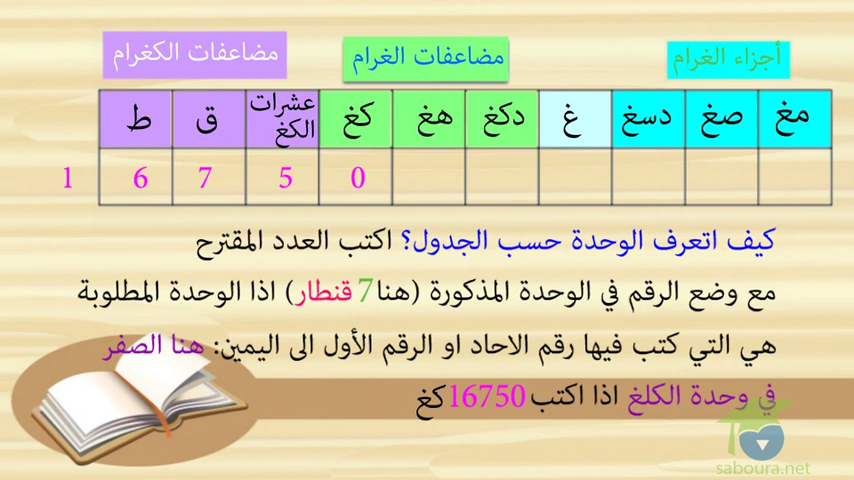 أجزاء الغرام مضاعفات الغرام مضاعفات الكغرام
ط ق عشرات الكغ كغ هغ دكغ غ دسغ صغ مغ
1 6 7 5 0
كيف اتعرف الوحدة حسب الجدول؟ اكتب العدد المقترح
مع وضع الرقم في الوحدة المذكورة (هنا 7 قنطار) اذا الوحدة المطلوبة
هي التي كتب فيها رقم الاحاد او الرقم الأول الى اليمين: هنا الصفر
في وحدة الكلغ اذا اكتب 16750 كغ
saboura.net